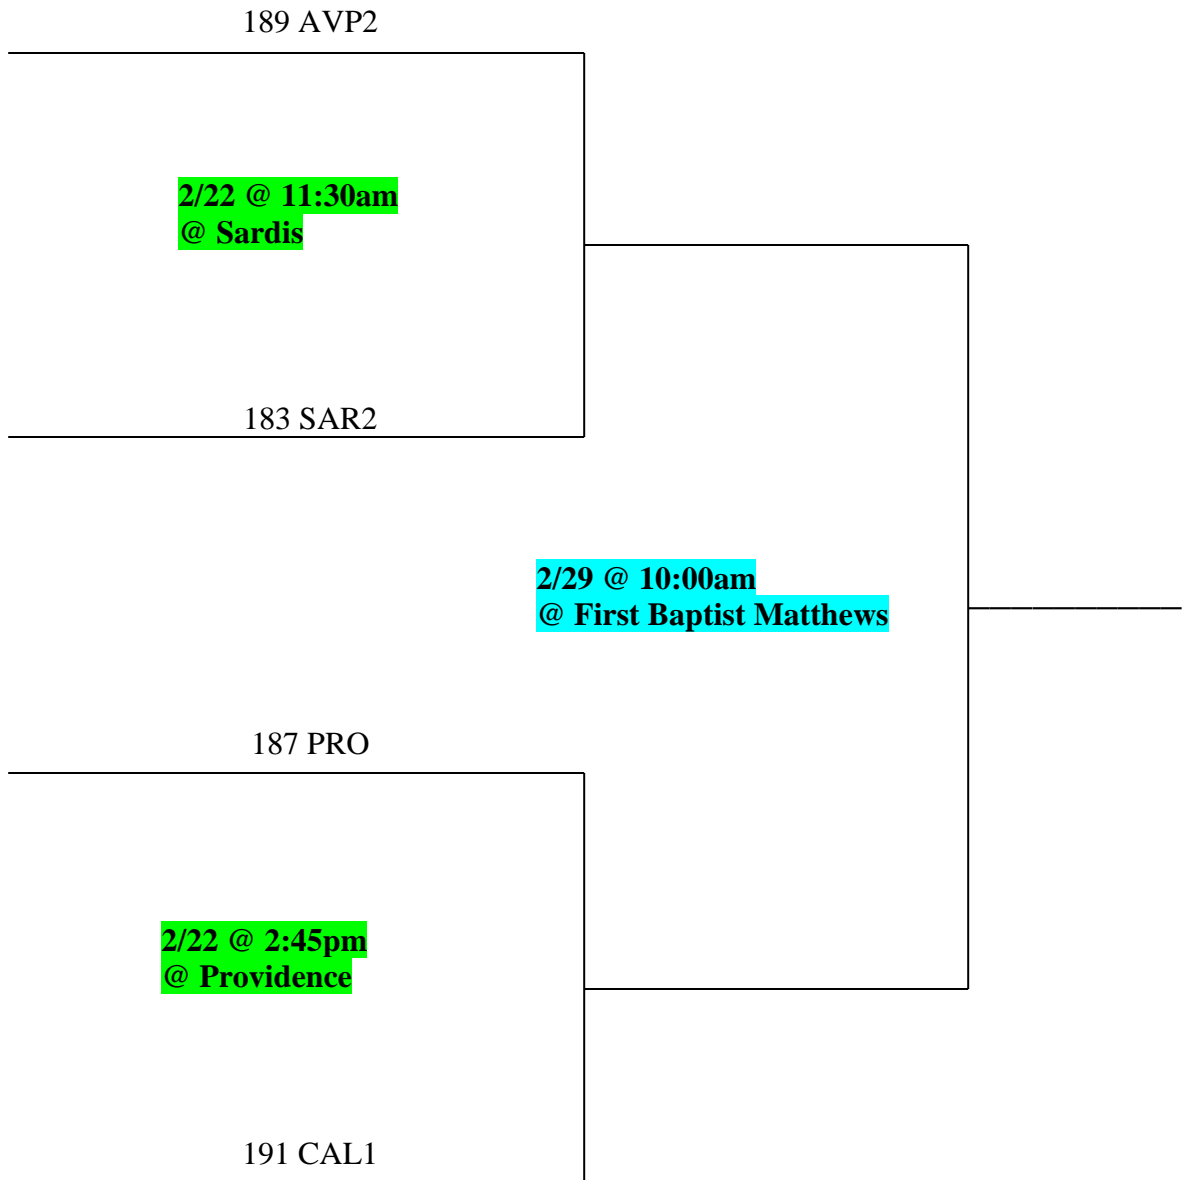 189 AVP2
2/22 @ 11:30am
@ Sardis
183 SAR2
2/29 @ 10:00am
@ First Baptist Matthews
187 PRO
2/22 @ 2:45pm
@ Providence
191 CAL1